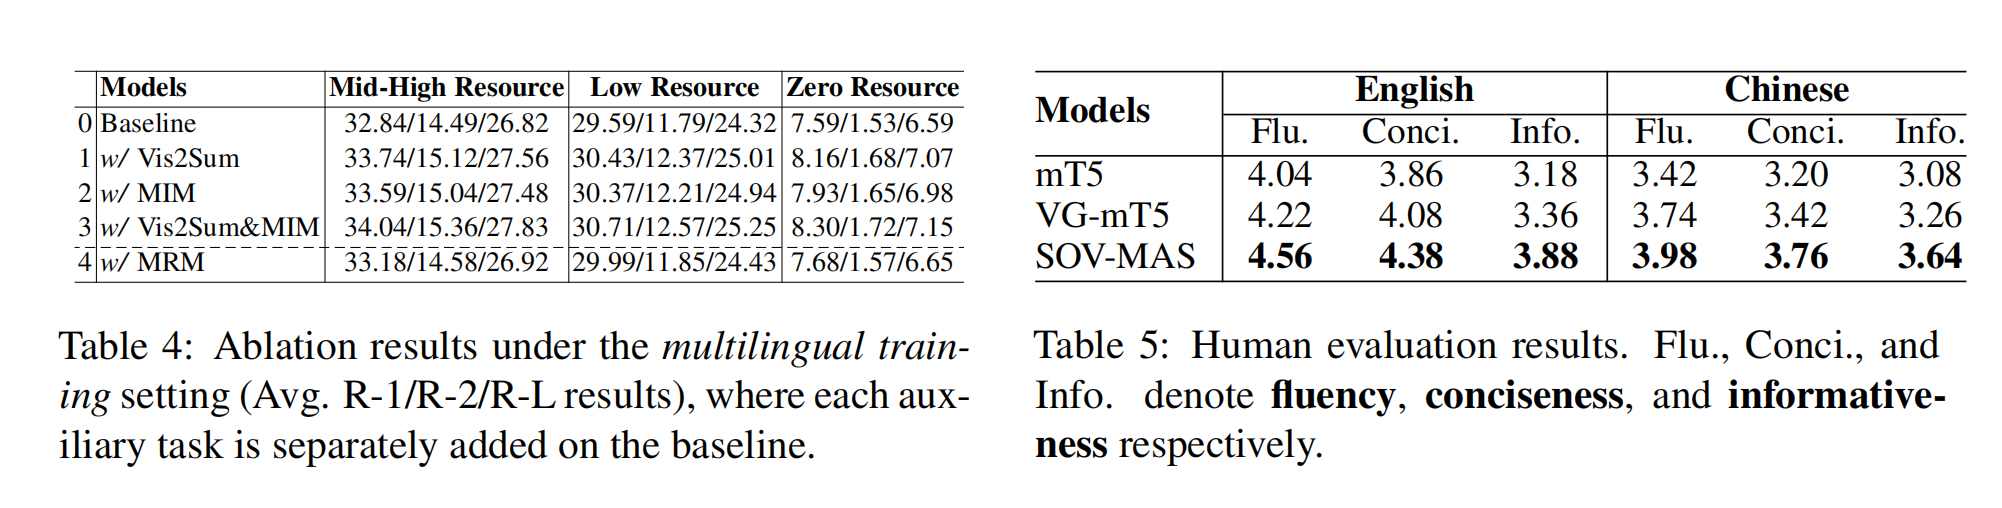 Models Mid-High Resource Low Resource Zero Resource
0 Baseline 32.84/14.49/26.82 29.59/11.79/24.32 7.59/1.53/6.59
1 w/ Vis2Sum 33.74/15.12/27.56 30.43/12.37/25.01 8.16/1.68/7.07
2 w/ MIM 33.59/15.04/27.48 30.37/12.21/24.94 7.93/1.65/6.98
3 w/ Vis2Sum&MIM 34.04/15.36/27.83 30.71/12.57/25.25 8.30/1.72/7.15
4 w/ MRM 33.18/14.58/26.92 29.99/11.85/24.43 7.68/1.57/6.65
Table 4: Ablation results under the multilingual train-
ing setting (Avg. R-1/R-2/R-L results), where each aux-
iliary task is separately added on the baseline.
Models English Chinese
Flu. Conci. Info. Flu. Conci. Info.
mT5 4.04 3.86 3.18 3.42 3.20 3.08
VG-mT5 4.22 4.08 3.36 3.74 3.42 3.26
SOV-MAS 4.56 4.38 3.88 3.98 3.76 3.64
Table 5: Human evaluation results. Flu., Conci., and
Info. denote fluency, conciseness, and informative-
ness respectively.